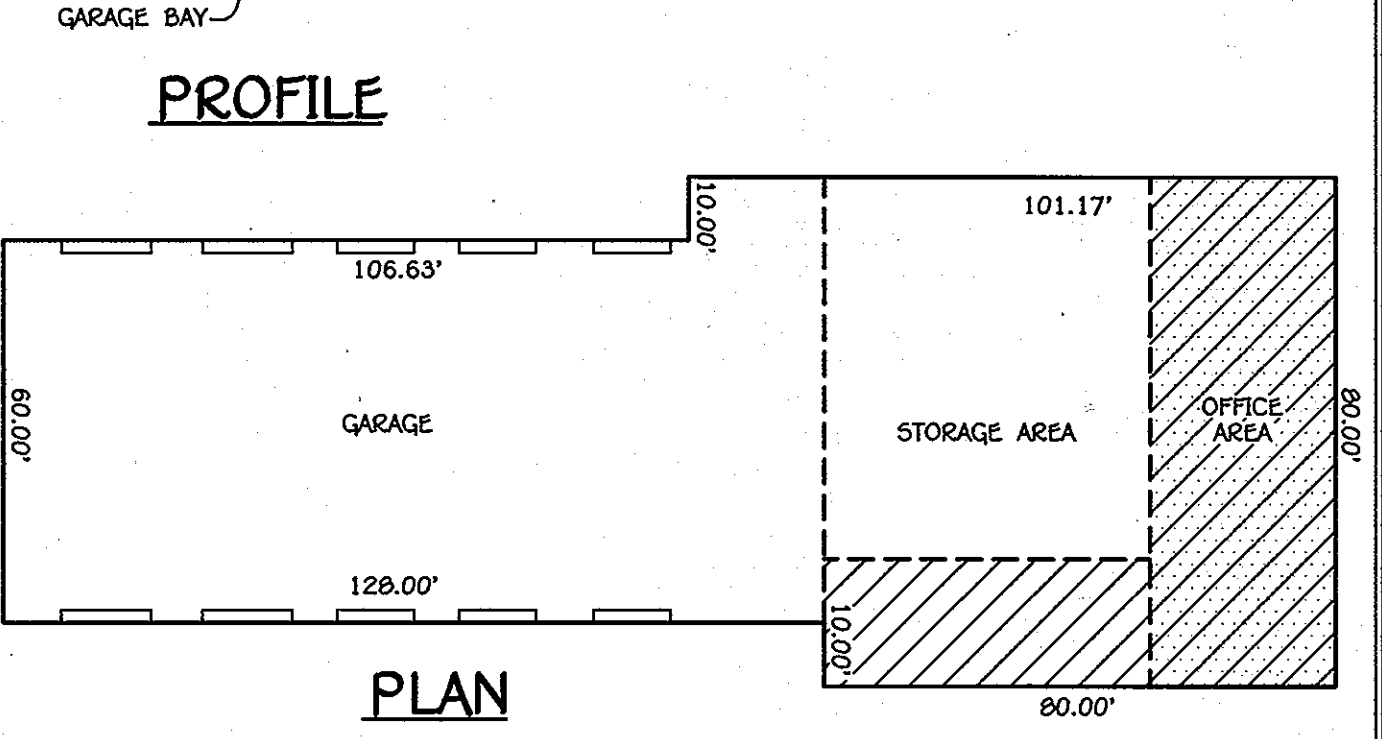 GARAGE BAY
PROFILE
10.00'
101.17'
106.63'
60.00'
GARAGE
STORAGE AREA
OFFICE
AREA
80.00'
128.00'
10.00'
PLAN
80.00'